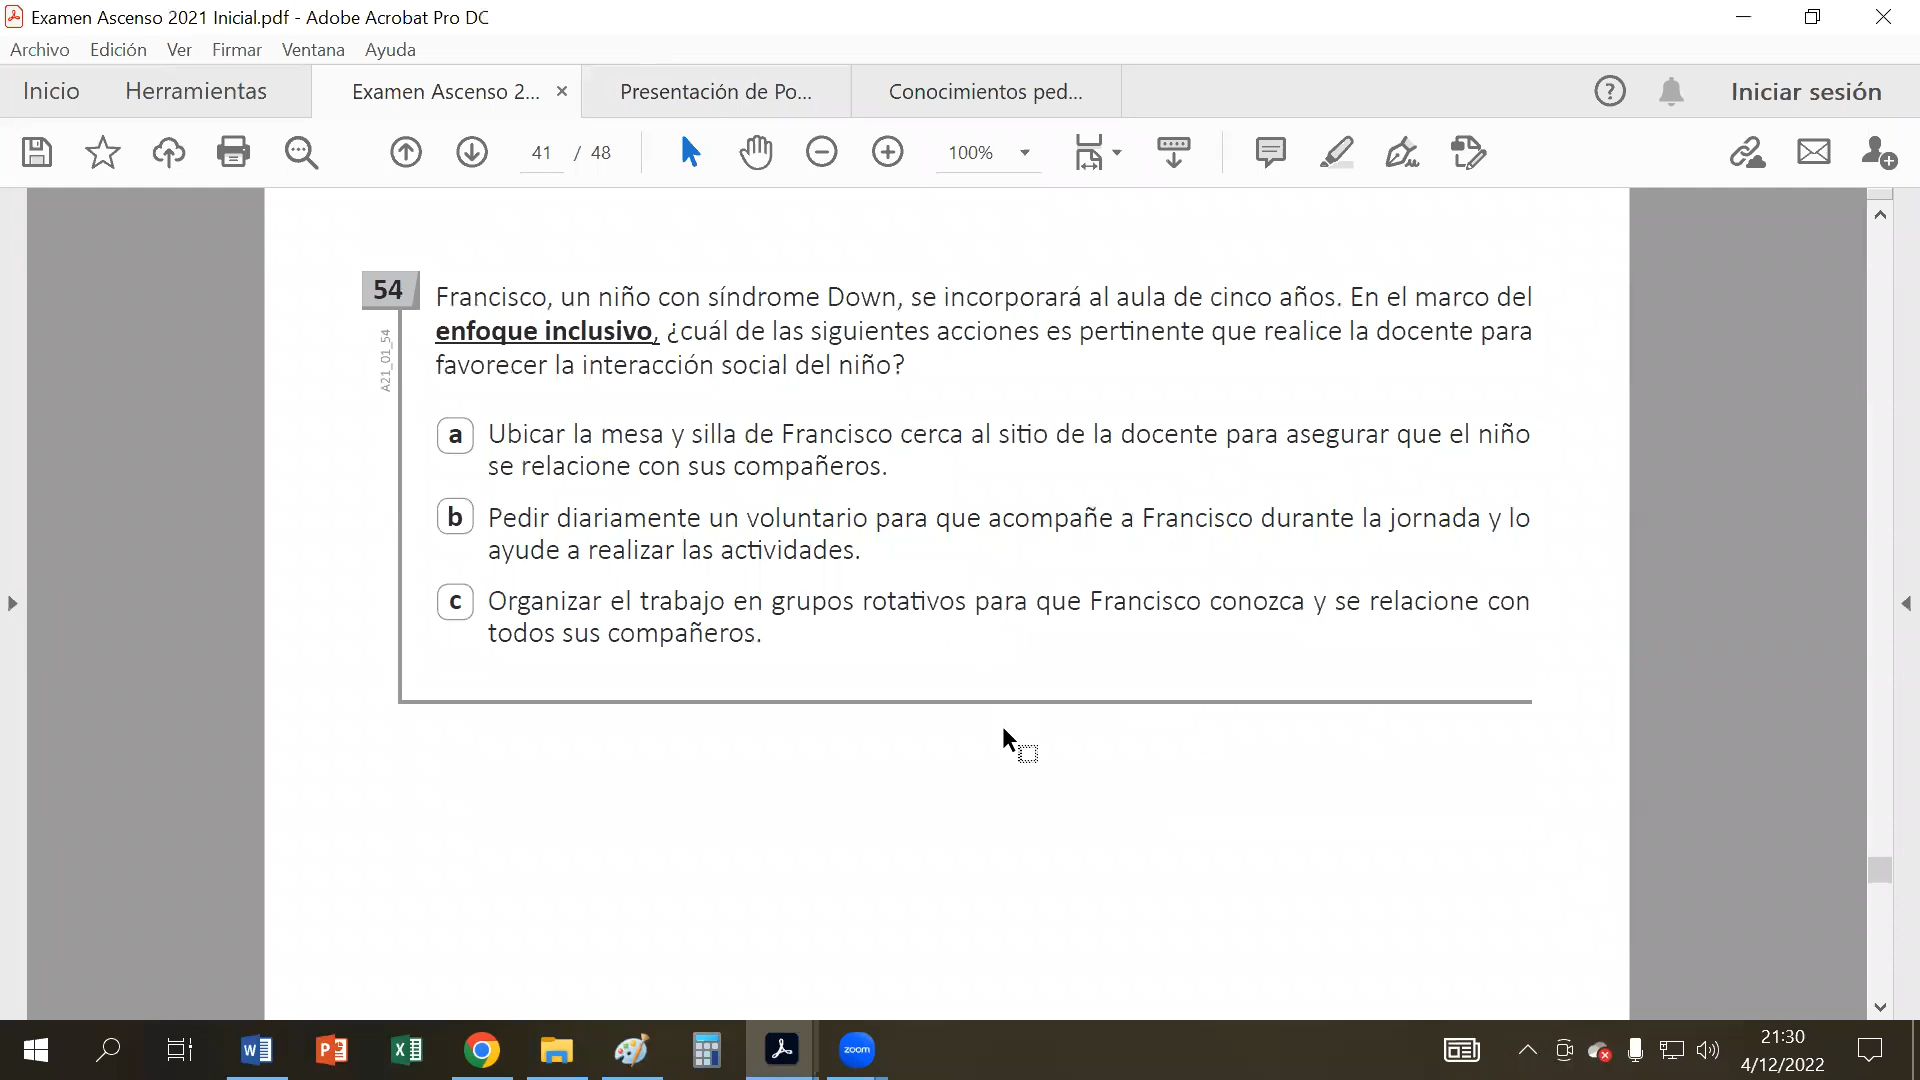 Examen Ascenso 2021 Inicial.pdf - Adobe Acrobat Pro DC
Archivo Edición Ver Firmar Ventana Ayuda
Inicio Herramientas Examen Ascenso 2... × Presentación de Po... Conocimientos ped... ? Iniciar sesión
41 / 48 100%
54
A21_01_54
Francisco, un niño con síndrome Down, se incorporará al aula de cinco años. En el marco del
enfoque inclusivo, ¿cuál de las siguientes acciones es pertinente que realice la docente para
favorecer la interacción social del niño?
a Ubicar la mesa y silla de Francisco cerca al sitio de la docente para asegurar que el niño
se relacione con sus compañeros.
b Pedir diariamente un voluntario para que acompañe a Francisco durante la jornada y lo
ayude a realizar las actividades.
c Organizar el trabajo en grupos rotativos para que Francisco conozca y se relacione con
todos sus compañeros.
zoom
21:30
4/12/2022